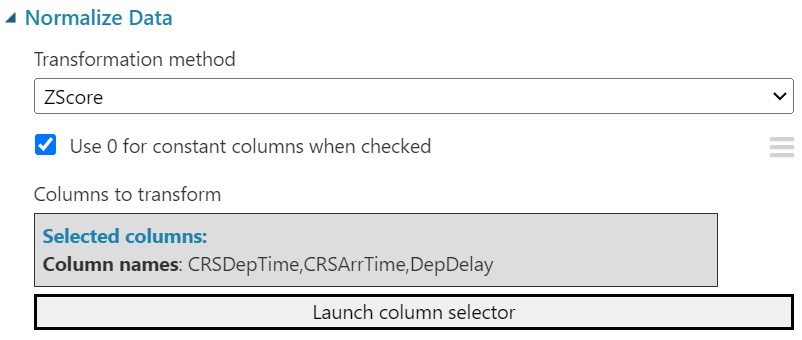 Normalize Data
Transformation method
ZScore
Use 0 for constant columns when checked
Columns to transform
Selected columns:
Column names: CRSDepTime,CRSArrTime,DepDelay
Launch column selector